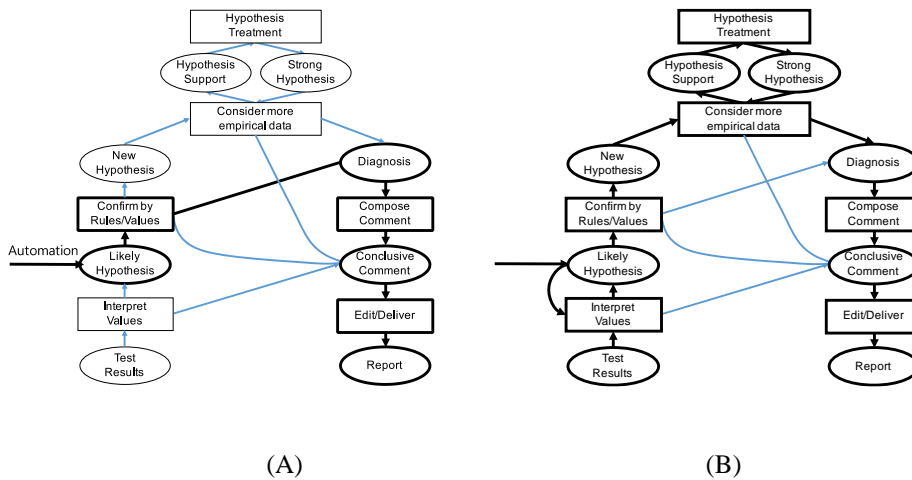 Hypothesis
Treatment
Hypothesis
Support
Strong
Hypothesis
Consider more
empirical data
New
Hypothesis
Diagnosis
Confirm by
Rules/Values
Compose
Comment
Automation
Likely
Hypothesis
Conclusive
Comment
Interpret
Values
Edit/Deliver
Test
Results
Report
(A)
Hypothesis
Treatment
Hypothesis
Support
Strong
Hypothesis
Consider more
empirical data
New
Hypothesis
Diagnosis
Confirm by
Rules/Values
Compose
Comment
Likely
Hypothesis
Conclusive
Comment
Interpret
Values
Edit/Deliver
Test
Results
Report
(B)